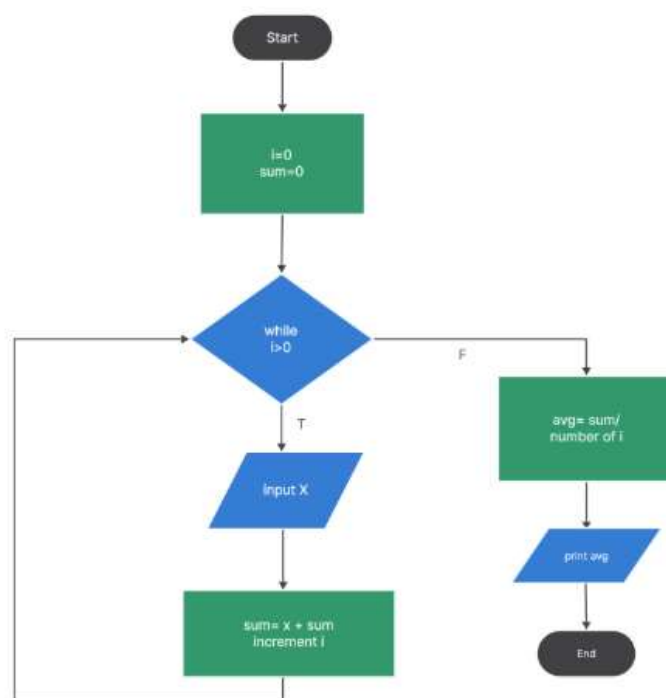 Start
i=0
sum=0
while
i>0
F
T
avg= sum/
number of i
input X
print avg
sum= x + sum
increment i
End